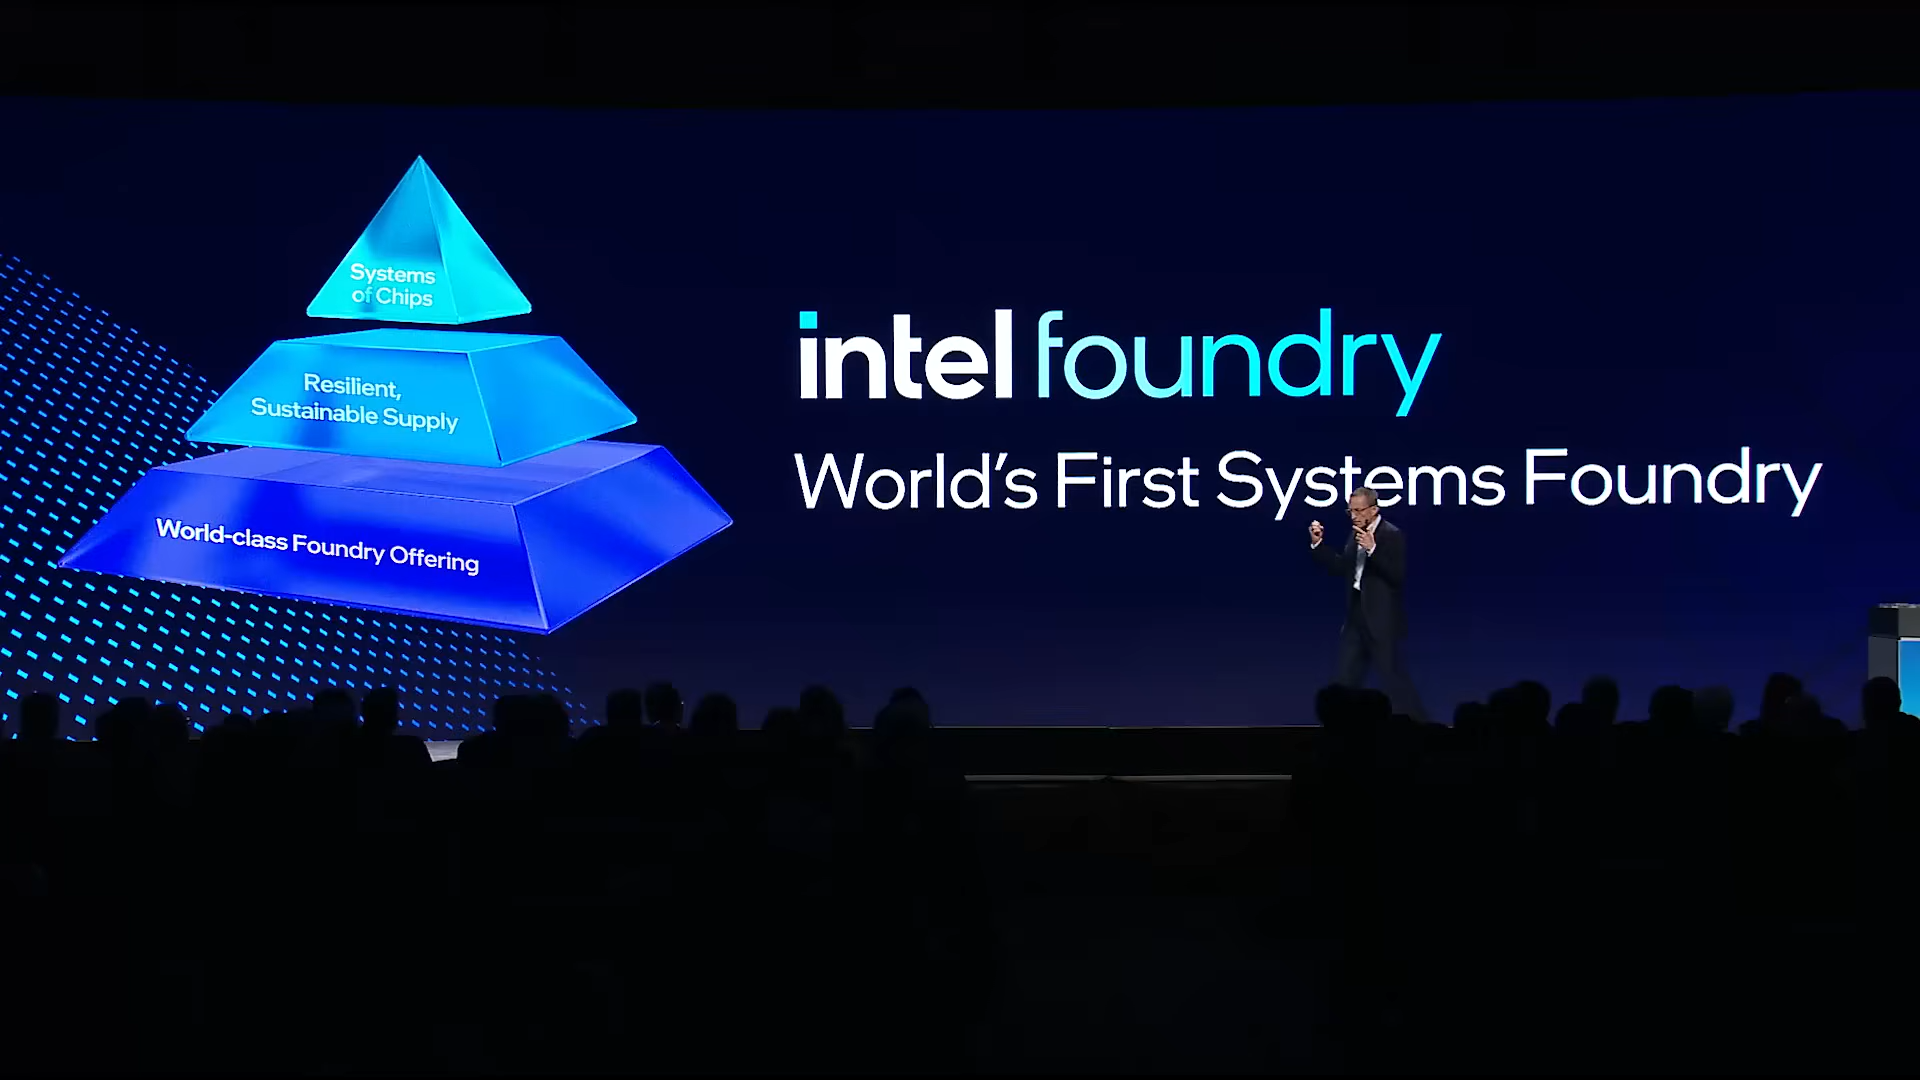 Systems
of Chips
Resilient,
Sustainable Supply
World-class Foundry Offering
intel foundry
World's First Systems Foundry